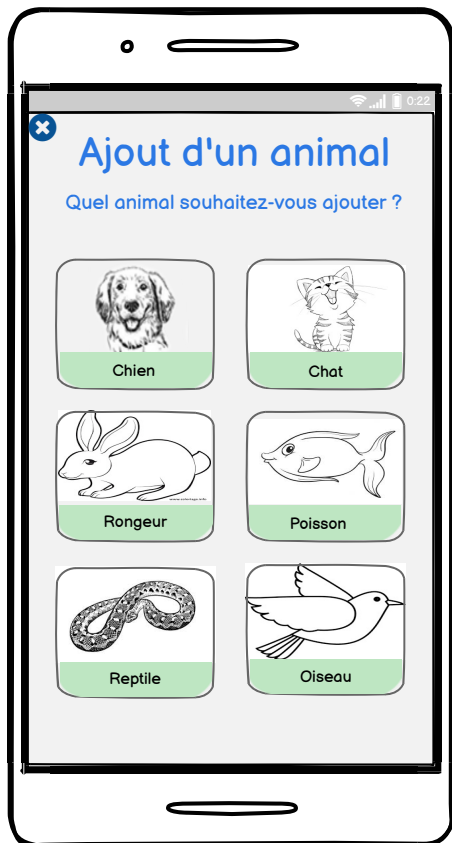 0:22
Ajout d'un animal
Quel animal souhaitez-vous ajouter ?
Chien
Chat
Rongeur
Poisson
Reptile
Oiseau